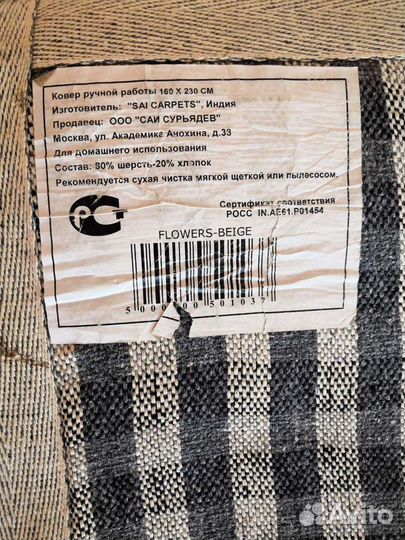 Ковер ручной работы 160 X 230 СМ
Изготовитель: "SAI CARPETS", Индия
Продавец: ООО "САИ СУРЬЯДЕВ"
Москва, ул. Академика Анохина, д.33
Для домашнего использования
Состав: 80% шерсть-20% хлопок
Рекомендуется сухая чистка мягкой щеткой или пылесосом.
Сертификат соответствия
РОСС IN.AE61.P01454
РСТ
FLOWERS-BEIGE
Avito